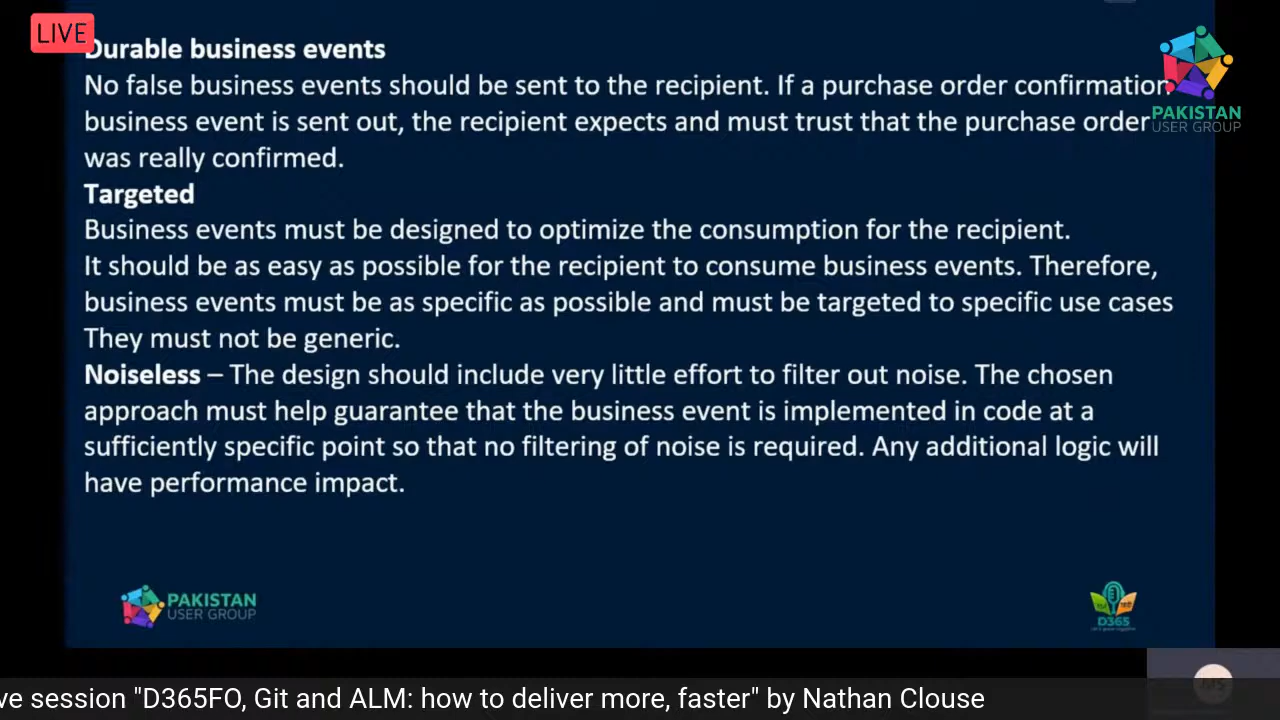 LIVE
Durable business events
No false business events should be sent to the recipient. If a purchase order confirmation
business event is sent out, the recipient expects and must trust that the purchase order
was really confirmed.
Targeted
Business events must be designed to optimize the consumption for the recipient.
It should be as easy as possible for the recipient to consume business events. Therefore,
business events must be as specific as possible and must be targeted to specific use cases
They must not be generic.
Noiseless – The design should include very little effort to filter out noise. The chosen
approach must help guarantee that the business event is implemented in code at a
sufficiently specific point so that no filtering of noise is required. Any additional logic will
have performance impact.
PAKISTAN
USER GROUP
PAKISTAN
USER GROUP
D365
ve session "D365FO, Git and ALM: how to deliver more, faster" by Nathan Clouse